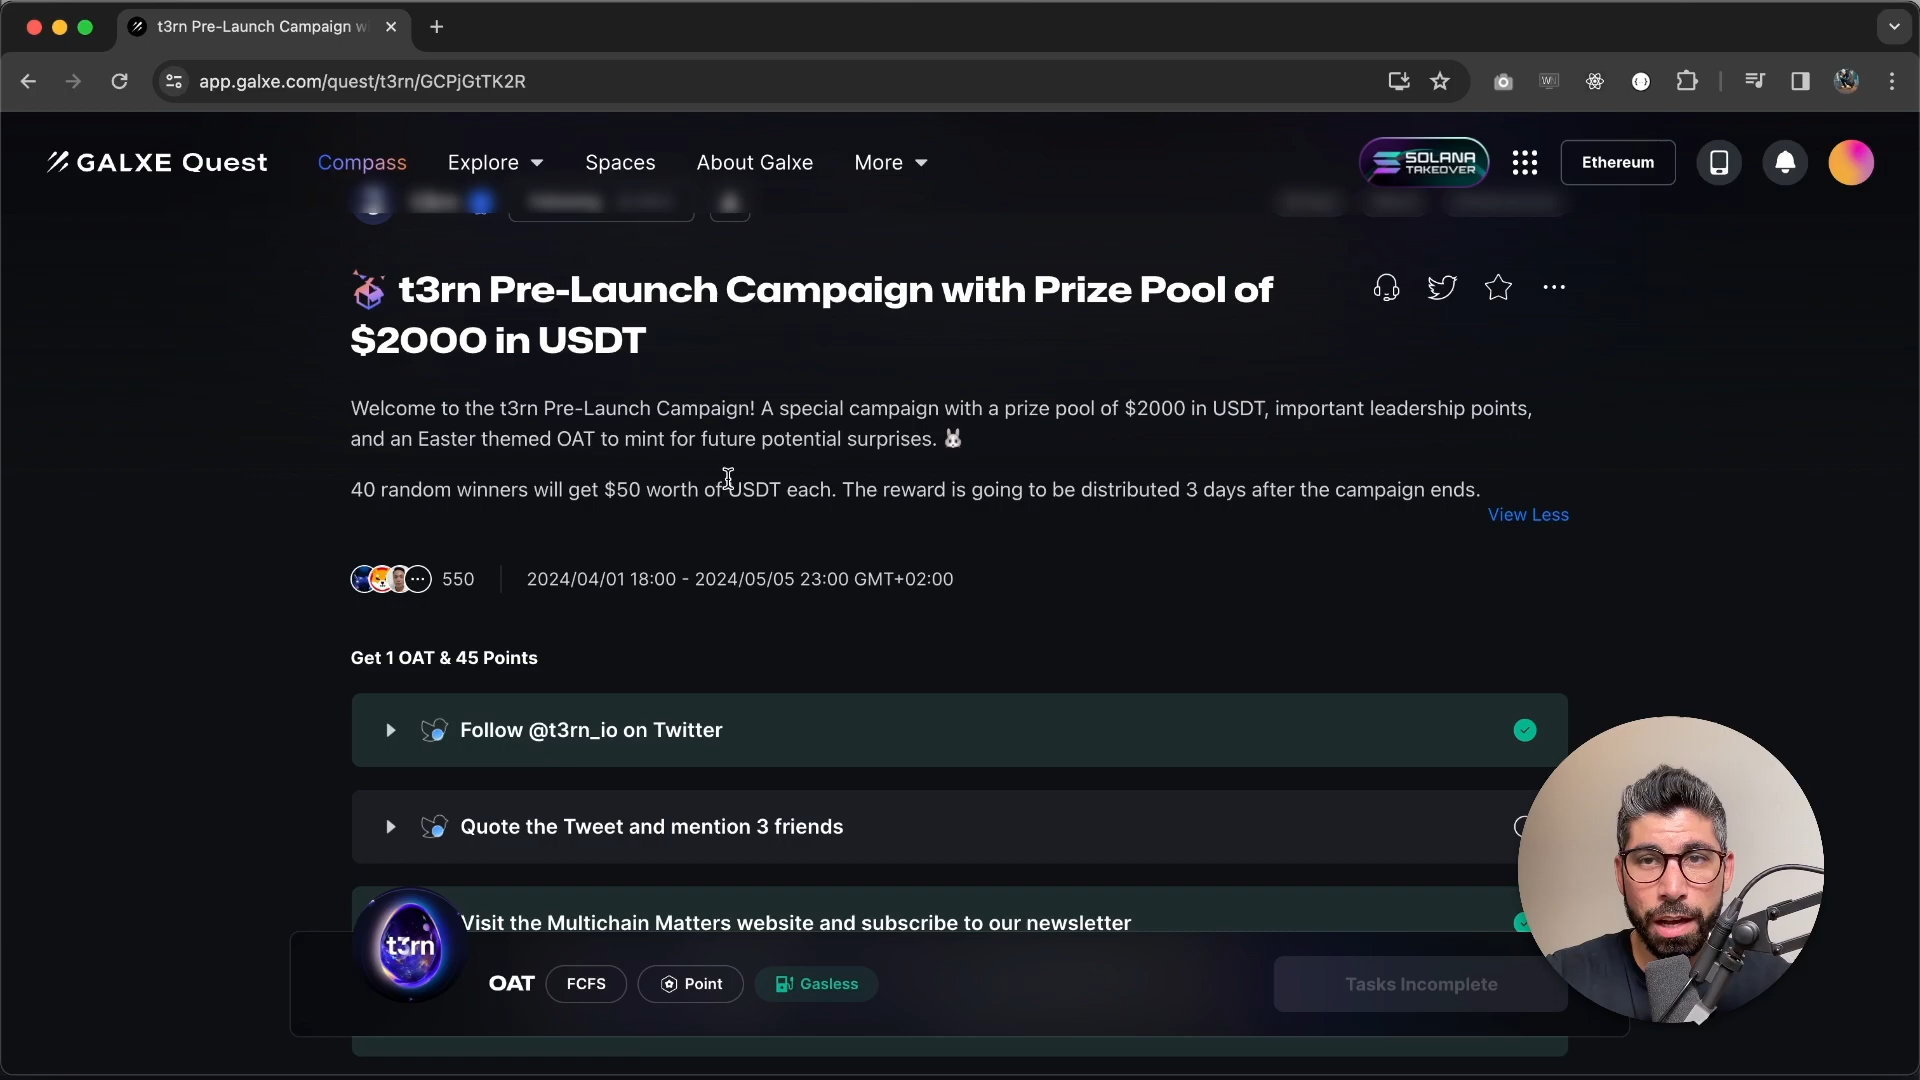 t3rn Pre-Launch Campaign wi
app.galxe.com/quest/t3rn/GCPjGtTK2R
GALXE Quest
Compass
Explore
Spaces
About Galxe
More
SOLANA
TAKEOVER
Ethereum
t3rn Pre-Launch Campaign with Prize Pool of
$2000 in USDT
Welcome to the t3rn Pre-Launch Campaign! A special campaign with a prize pool of $2000 in USDT, important leadership points,
and an Easter themed OAT to mint for future potential surprises. 🐰
40 random winners will get $50 worth of USDT each. The reward is going to be distributed 3 days after the campaign ends.
View Less
550
2024/04/01 18:00 - 2024/05/05 23:00 GMT+02:00
Get 1 OAT & 45 Points
Follow @t3rn_io on Twitter
Quote the Tweet and mention 3 friends
Visit the Multichain Matters website and subscribe to our newsletter
t3rn
OAT
FCFS
Point
Gasless
Tasks Incomplete